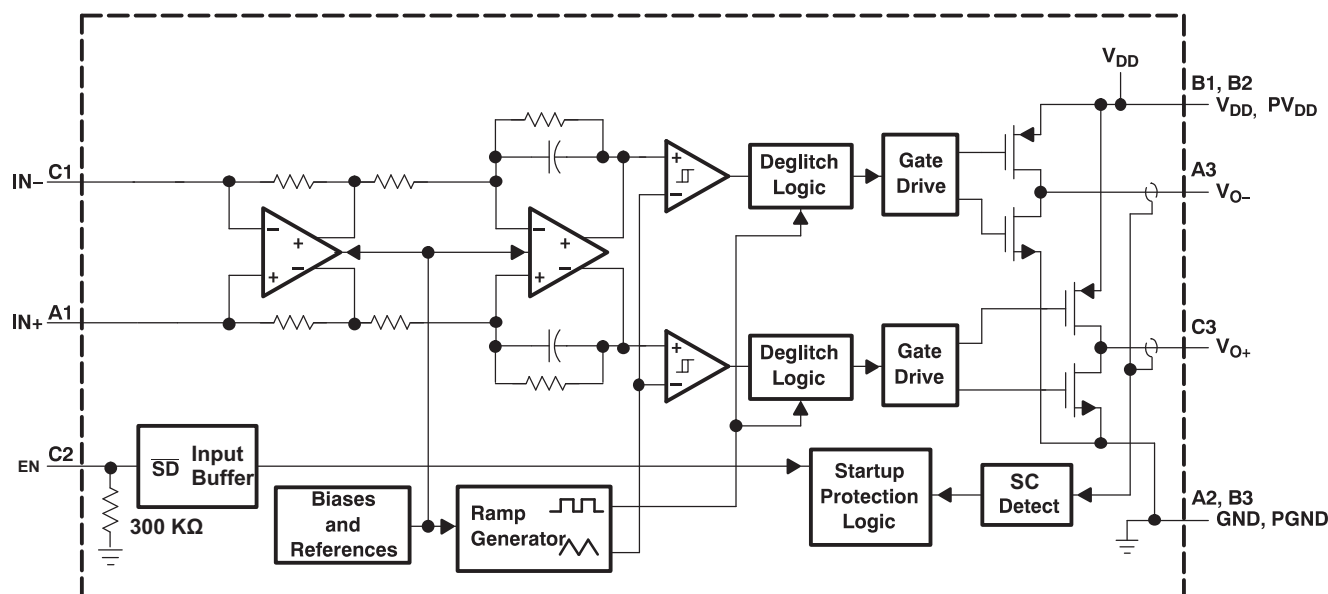 V_DD
B1, B2
V_DD, PV_DD
IN– C1
Deglitch
Logic
Gate
Drive
A3
V_O–
– + + –
+ –
– + + –
IN+ A1
Deglitch
Logic
Gate
Drive
C3
V_O+
+ –
EN C2
SD Input
Buffer
300 KΩ
Biases
and
References
Ramp
Generator
Startup
Protection
Logic
SC
Detect
A2, B3
GND, PGND